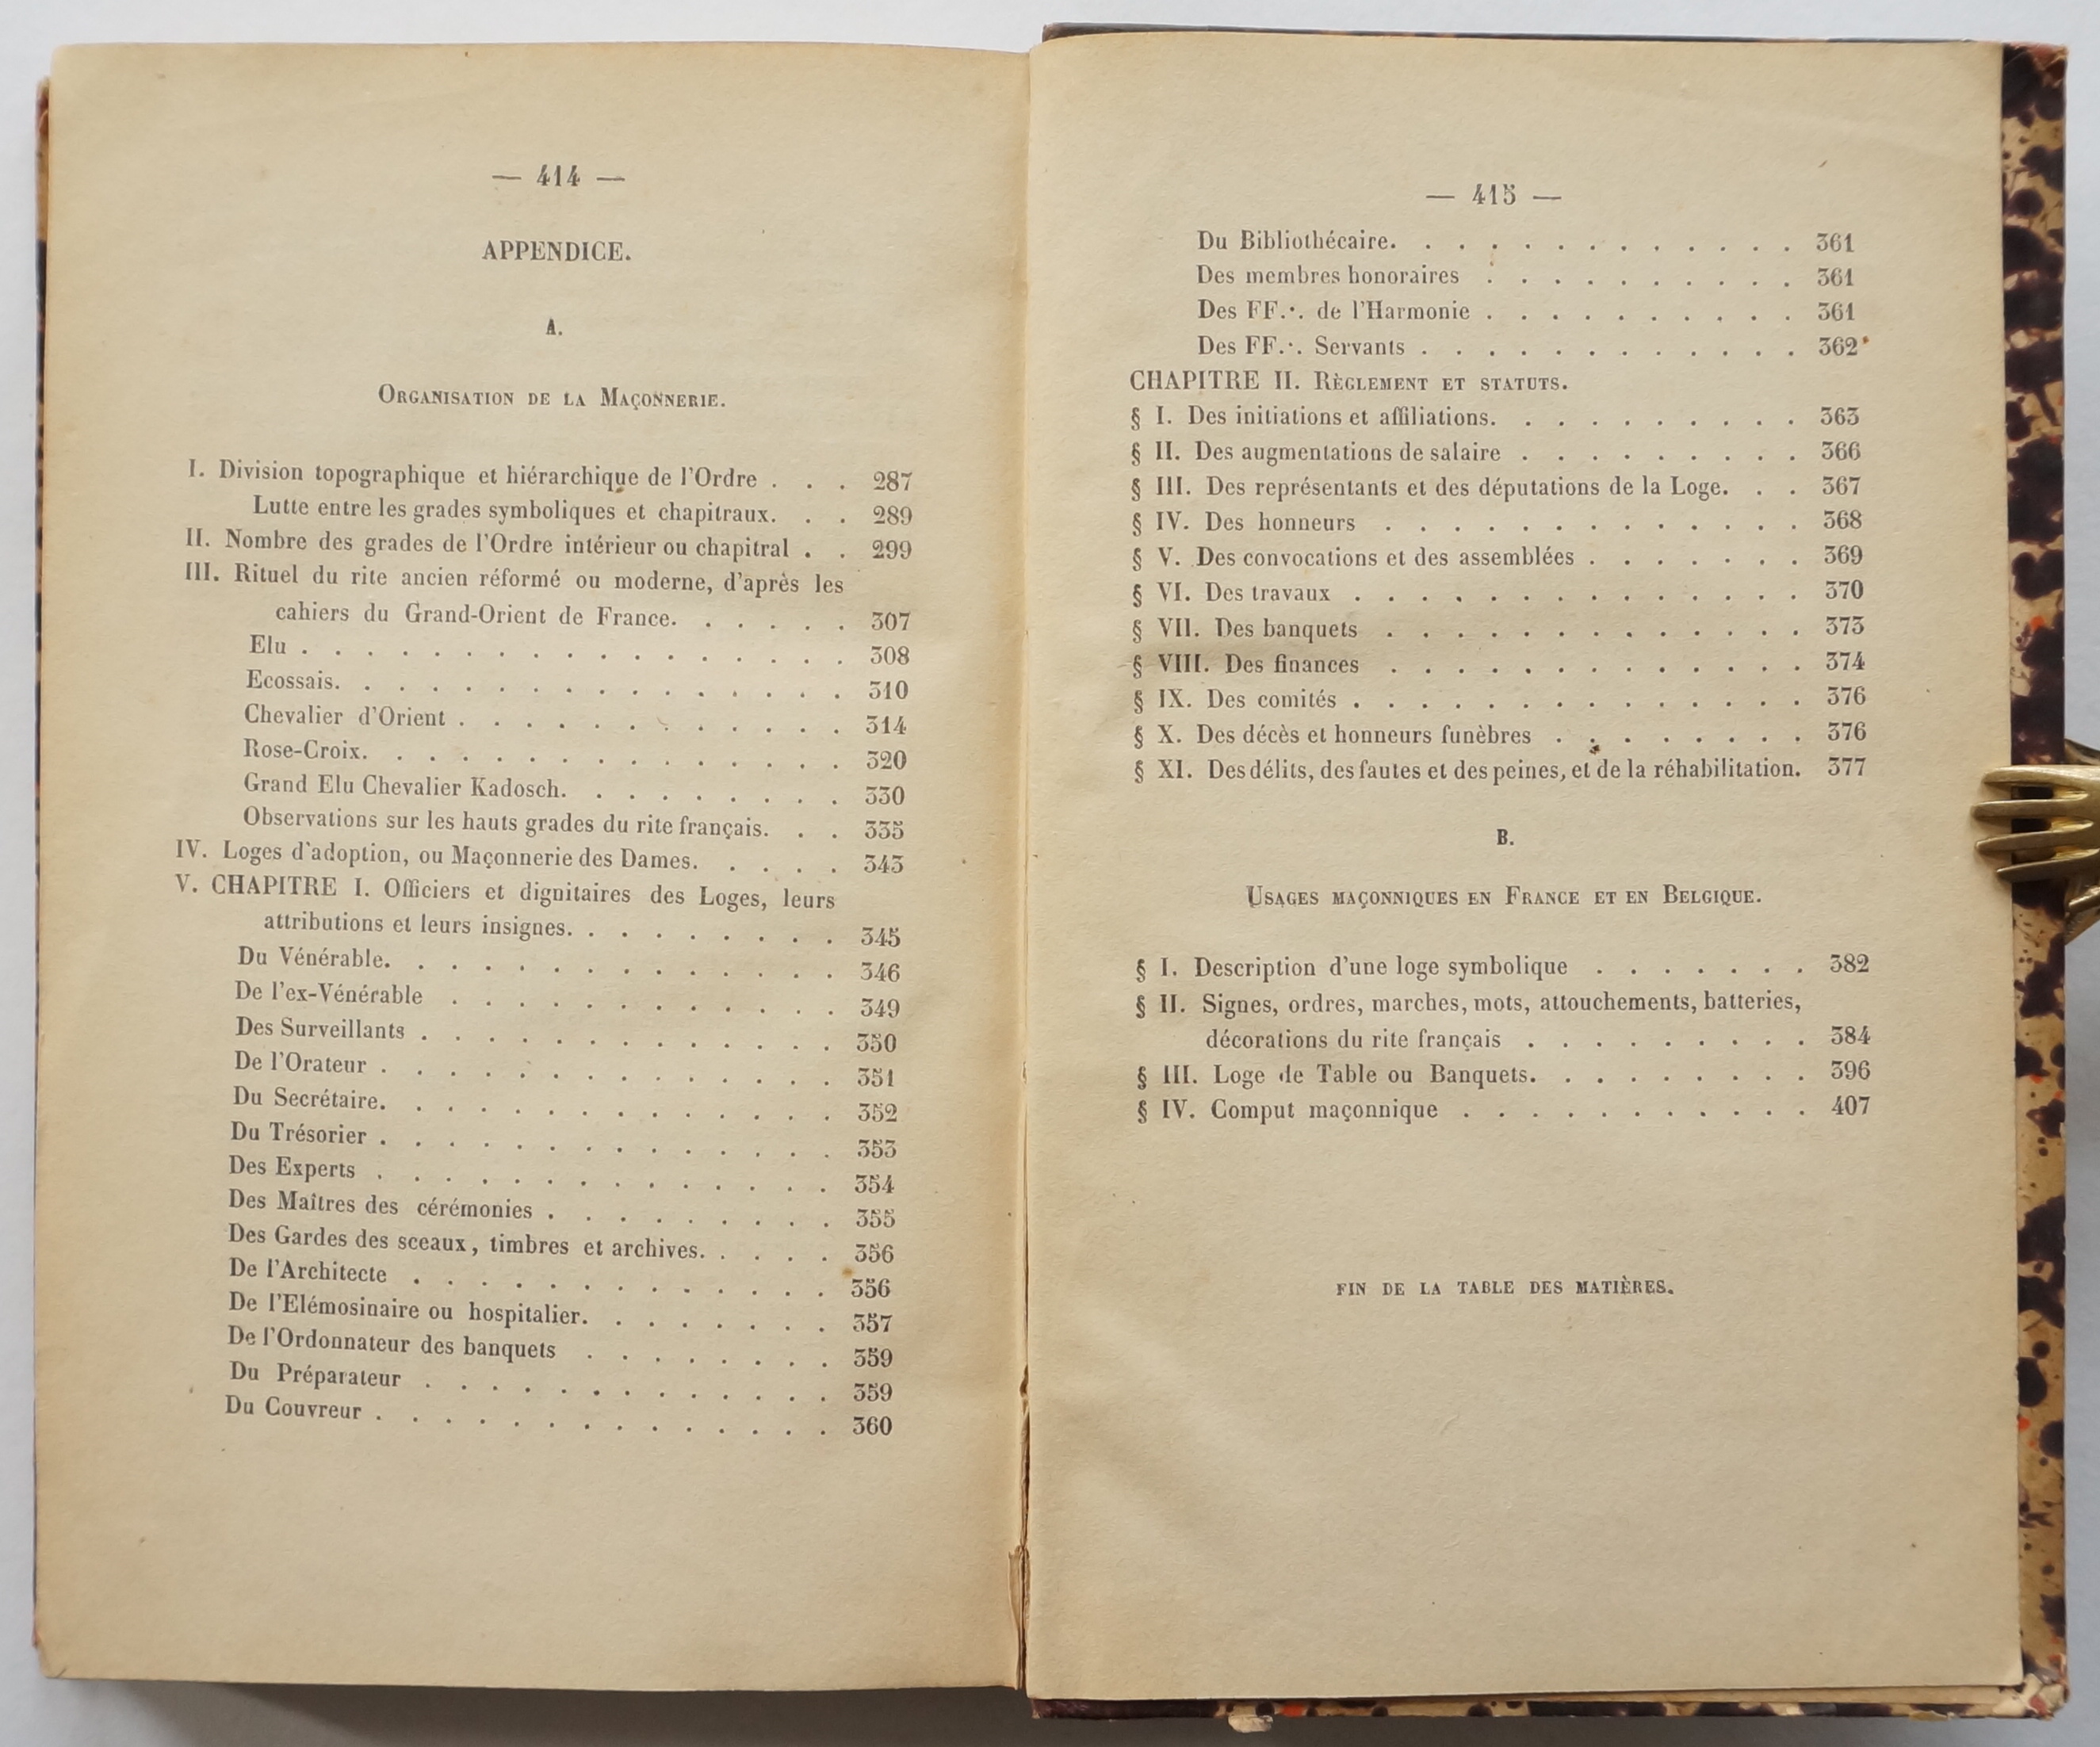 — 414 —
APPENDICE.
A.
Organisation de la Maçonnerie.
I. Division topographique et hiérarchique de l'Ordre . . . 287
Lutte entre les grades symboliques et chapitraux. . . 289
II. Nombre des grades de l'Ordre intérieur ou chapitral . . 299
III. Rituel du rite ancien réformé ou moderne, d'après les
cahiers du Grand-Orient de France. . . . . . 307
Elu . . . . . . . . . . . . . . . . . 308
Ecossais. . . . . . . . . . . . . . . . 310
Chevalier d'Orient . . . . . . . . . . . . 314
Rose-Croix. . . . . . . . . . . . . . . 320
Grand Elu Chevalier Kadosch. . . . . . . . . 330
Observations sur les hauts grades du rite français. . . 335
IV. Loges d'adoption, ou Maçonnerie des Dames. . . . . 343
V. CHAPITRE I. Officiers et dignitaires des Loges, leurs
attributions et leurs insignes. . . . . . . . . 345
Du Vénérable. . . . . . . . . . . . . . 346
De l'ex-Vénérable . . . . . . . . . . . . 349
Des Surveillants . . . . . . . . . . . . . 350
De l'Orateur . . . . . . . . . . . . . . 351
Du Secrétaire. . . . . . . . . . . . . . 352
Du Trésorier . . . . . . . . . . . . . . 353
Des Experts . . . . . . . . . . . . . . 354
Des Maîtres des cérémonies . . . . . . . . . 355
Des Gardes des sceaux, timbres et archives. . . . . 356
De l'Architecte . . . . . . . . . . . . . 356
De l'Elémosinaire ou hospitalier. . . . . . . . 357
De l'Ordonnateur des banquets . . . . . . . . 359
Du Préparateur . . . . . . . . . . . . . 359
Du Couvreur . . . . . . . . . . . . . . 360
— 415 —
Du Bibliothécaire. . . . . . . . . . . . . 361
Des membres honoraires . . . . . . . . . . 361
Des FF.·. de l'Harmonie . . . . . . . . . . 361
Des FF.·. Servants . . . . . . . . . . . . 362
CHAPITRE II. Règlement et statuts.
§ I. Des initiations et affiliations. . . . . . . . . . 363
§ II. Des augmentations de salaire . . . . . . . . . 366
§ III. Des représentants et des députations de la Loge. . . 367
§ IV. Des honneurs . . . . . . . . . . . . . 368
§ V. Des convocations et des assemblées . . . . . . . 369
§ VI. Des travaux . . . . . . . . . . . . . . 370
§ VII. Des banquets . . . . . . . . . . . . . 373
§ VIII. Des finances . . . . . . . . . . . . . 374
§ IX. Des comités . . . . . . . . . . . . . . 376
§ X. Des décès et honneurs funèbres . . . . . . . . 376
§ XI. Des délits, des fautes et des peines, et de la réhabilitation. 377
B.
Usages maçonniques en France et en Belgique.
§ I. Description d'une loge symbolique . . . . . . . 382
§ II. Signes, ordres, marches, mots, attouchements, batteries,
décorations du rite français . . . . . . . . . 384
§ III. Loge de Table ou Banquets. . . . . . . . . 396
§ IV. Comput maçonnique . . . . . . . . . . . 407
FIN DE LA TABLE DES MATIÈRES.